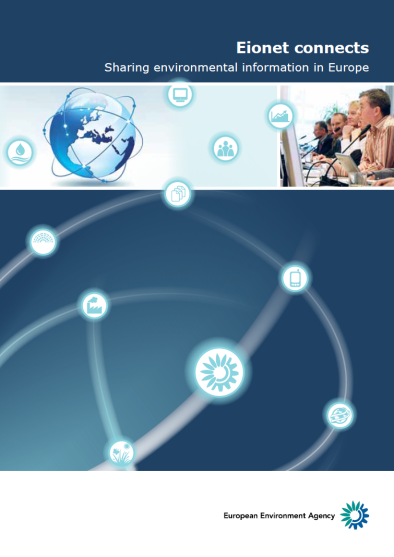 Eionet connects
Sharing environmental information in Europe
European Environment Agency